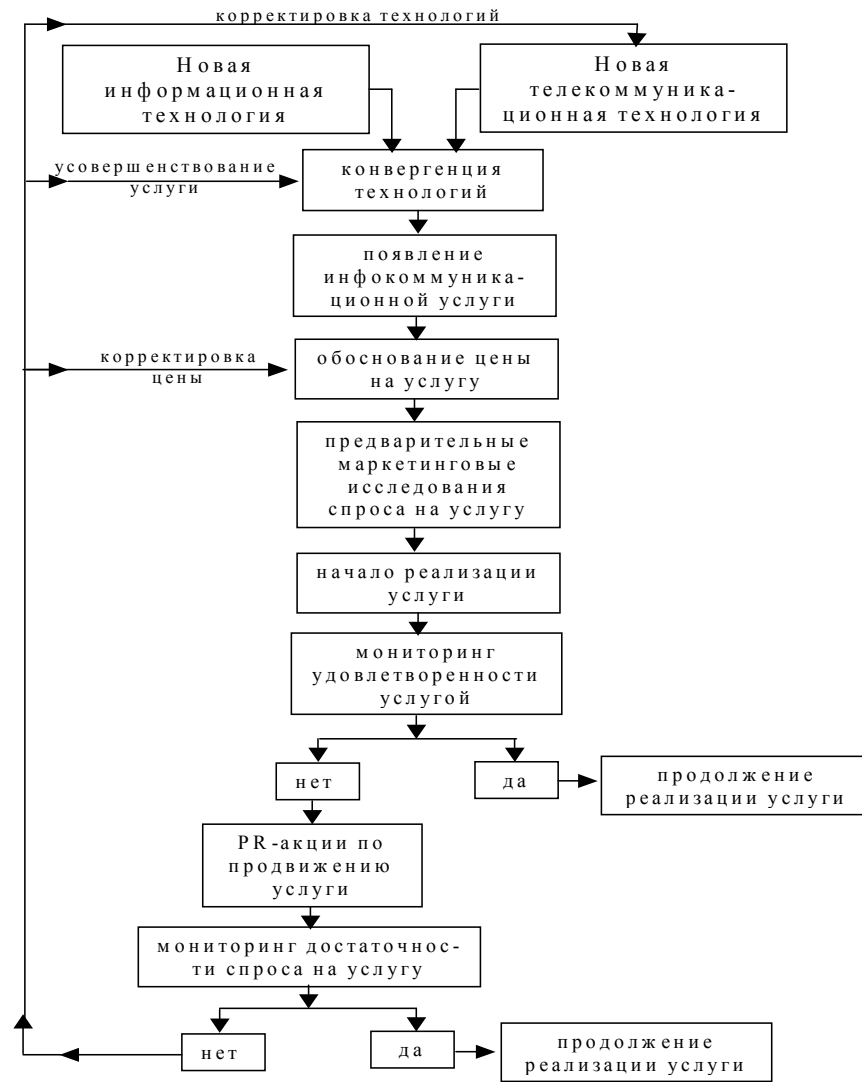 корректировка технологий
Новая
информационная
технология
Новая
телекоммуника-
ционная технология
усовершенствование
услуги
конвергенция
технологий
появление
инфокоммуника-
ционной услуги
корректировка
цены
обоснование цены
на услугу
предварительные
маркетинговые
исследования
спроса на услугу
начало реализации
услуги
мониторинг
удовлетворенности
услугой
нет
да
продолжение
реализации услуги
PR-акции по
продвижению
услуги
мониторинг достаточнос-
ти спроса на услугу
нет
да
продолжение
реализации услуги